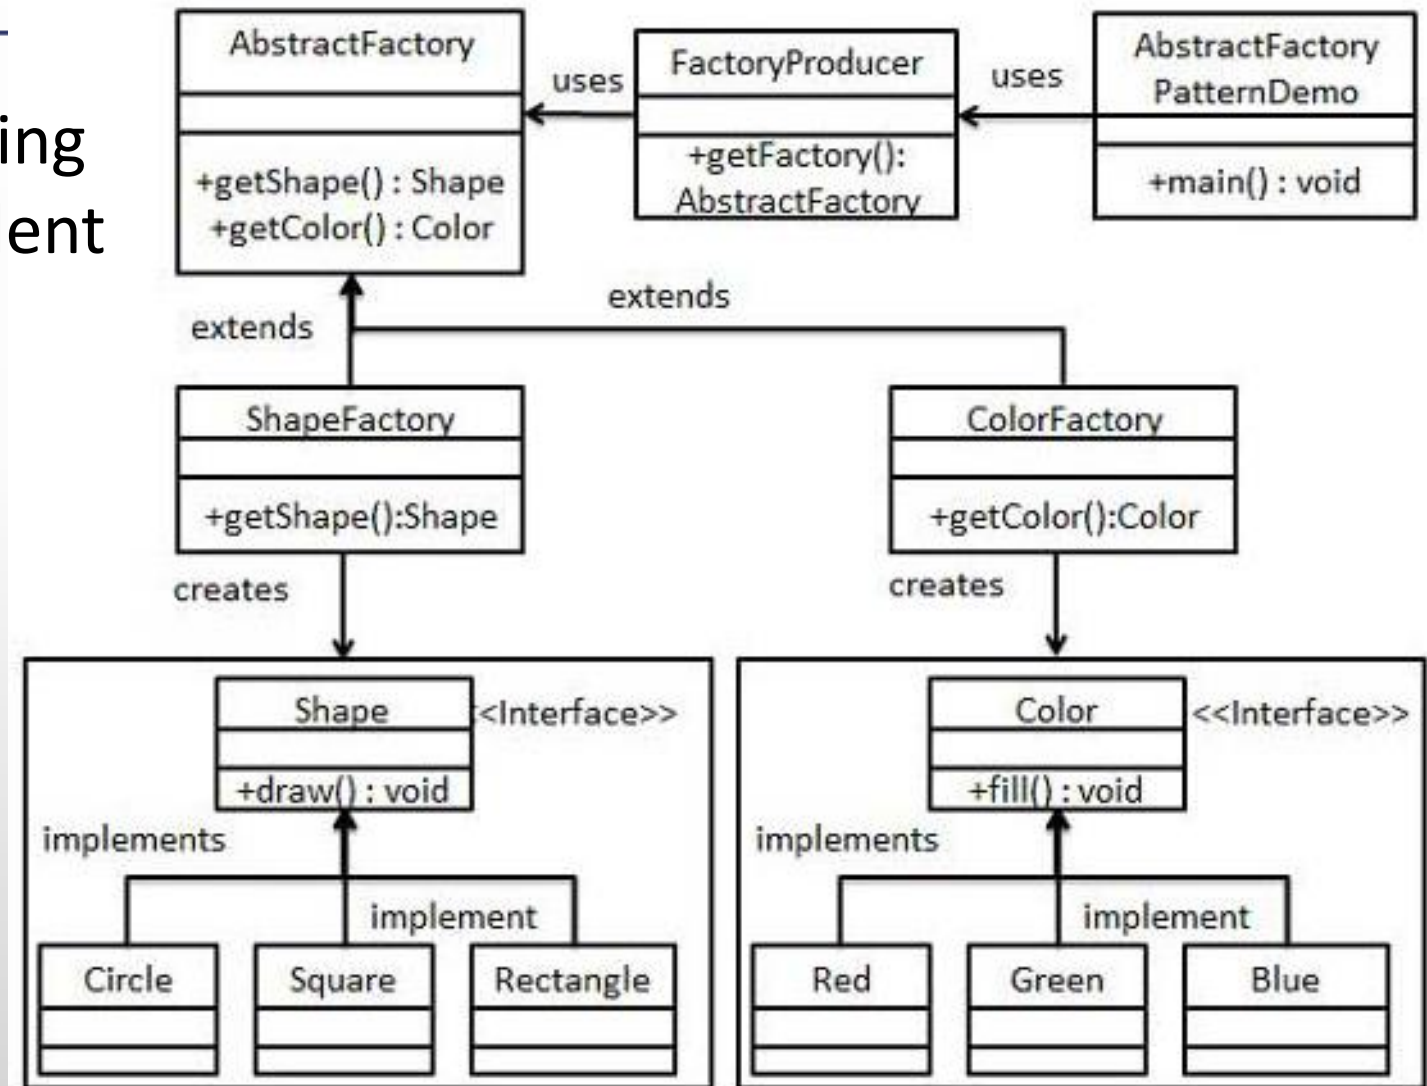 ing
ent
AbstractFactory
+getShape() : Shape
+getColor() : Color
uses
FactoryProducer
+getFactory():
AbstractFactory
uses
AbstractFactory
PatternDemo
+main() : void
extends
extends
ShapeFactory
+getShape():Shape
ColorFactory
+getColor():Color
creates
creates
Shape
<<Interface>>
+draw() : void
implements
implement
Circle
Square
Rectangle
Color
<<Interface>>
+fill() : void
implements
implement
Red
Green
Blue